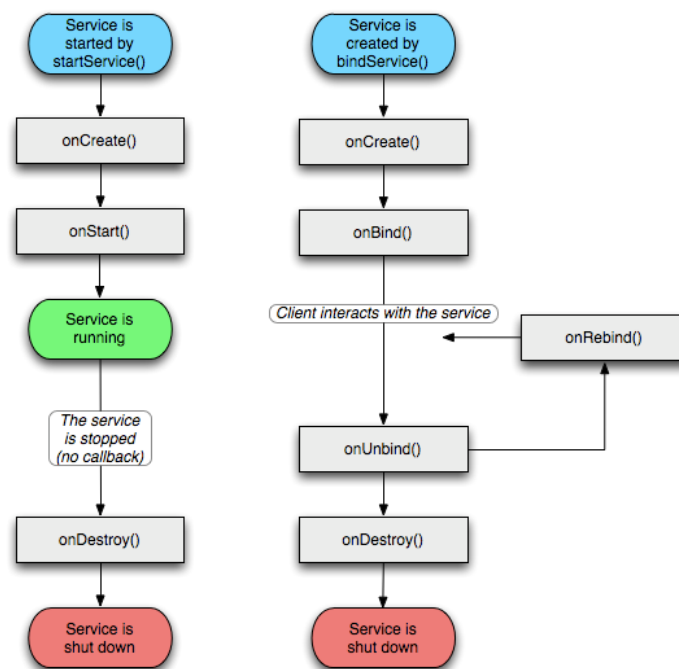 Service is
started by
startService()
onCreate()
onStart()
Service is
running
The service
is stopped
(no callback)
onDestroy()
Service is
shut down
Service is
created by
bindService()
onCreate()
onBind()
Client interacts with the service
onRebind()
onUnbind()
onDestroy()
Service is
shut down